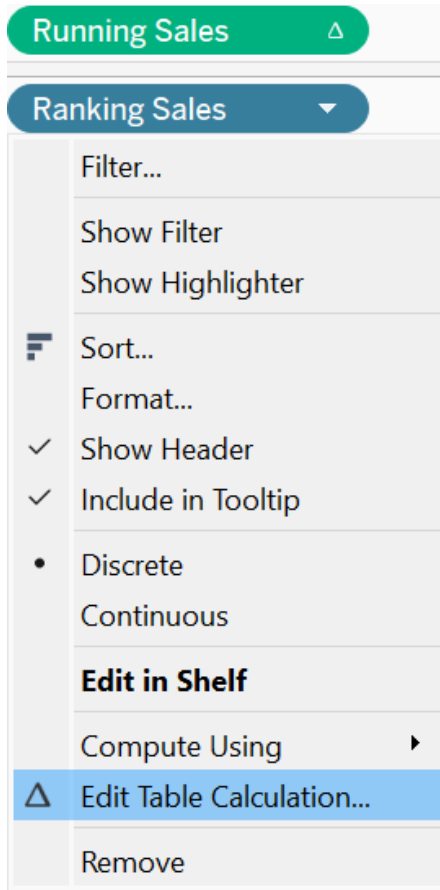 Running Sales
Ranking Sales
Filter...
Show Filter
Show Highlighter
Sort...
Format...
Show Header
Include in Tooltip
Discrete
Continuous
Edit in Shelf
Compute Using
Edit Table Calculation...
Remove